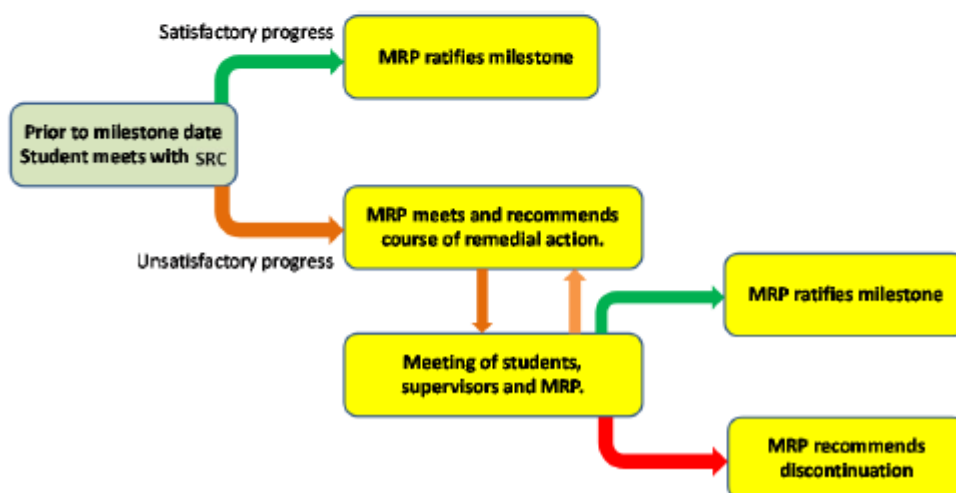 Satisfactory progress
MRP ratifies milestone
Prior to milestone date
Student meets with SRC
MRP meets and recommends
course of remedial action.
Unsatisfactory progress
MRP ratifies milestone
Meeting of students,
supervisors and MRP.
MRP recommends
discontinuation